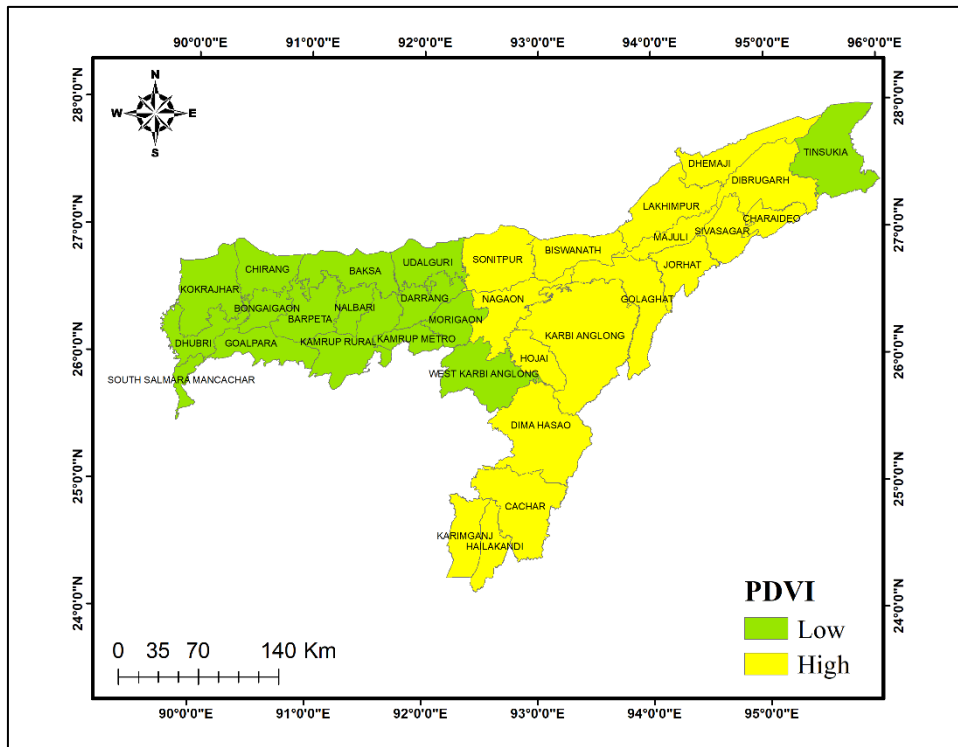 90°0'0"E 91°0'0"E 92°0'0"E 93°0'0"E 94°0'0"E 95°0'0"E 96°0'0"E
N
W E
S
28°0'0"N 28°0'0"N
27°0'0"N 27°0'0"N
26°0'0"N 26°0'0"N
25°0'0"N 25°0'0"N
24°0'0"N 24°0'0"N
TINSUKIA
DHEMAJI
DIBRUGARH
LAKHIMPUR
CHARAIDEO
SIVASAGAR
MAJULI
BISWANATH
SONITPUR
JORHAT
UDALGURI
BAKSA
CHIRANG
KOKRAJHAR
NAGAON
GOLAGHAT
DARRANG
BONGAIGAON
NALBARI
BARPETA
MORIGAON
KARBI ANGLONG
KAMRUP METRO
KAMRUP RURAL
DHUBRI
GOALPARA
HOJAI
WEST KARBI ANGLONG
SOUTH SALMARA MANCACHAR
DIMA HASAO
CACHAR
KARIMGANJ
HAILAKANDI
PDVI
Low
High
0 35 70 140 Km
90°0'0"E 91°0'0"E 92°0'0"E 93°0'0"E 94°0'0"E 95°0'0"E